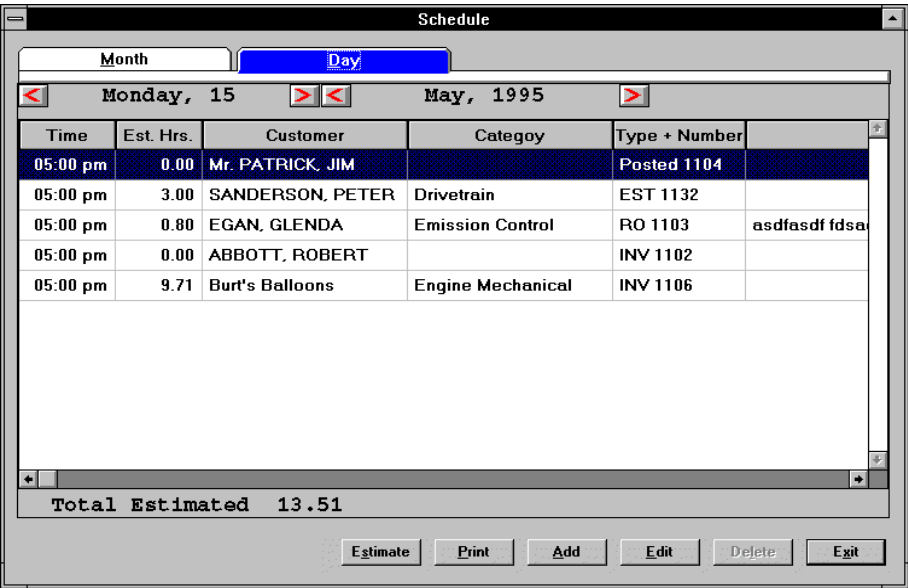 Schedule
Month Day
< Monday, 15 > < May, 1995 >
Time Est. Hrs. Customer Categoy Type + Number
05:00 pm 0.00 Mr. PATRICK, JIM Posted 1104
05:00 pm 3.00 SANDERSON, PETER Drivetrain EST 1132
05:00 pm 0.80 EGAN, GLENDA Emission Control RO 1103 asdfasdf fdsa
05:00 pm 0.00 ABBOTT, ROBERT INV 1102
05:00 pm 9.71 Burt's Balloons Engine Mechanical INV 1106
Total Estimated 13.51
Estimate Print Add Edit Delete Exit